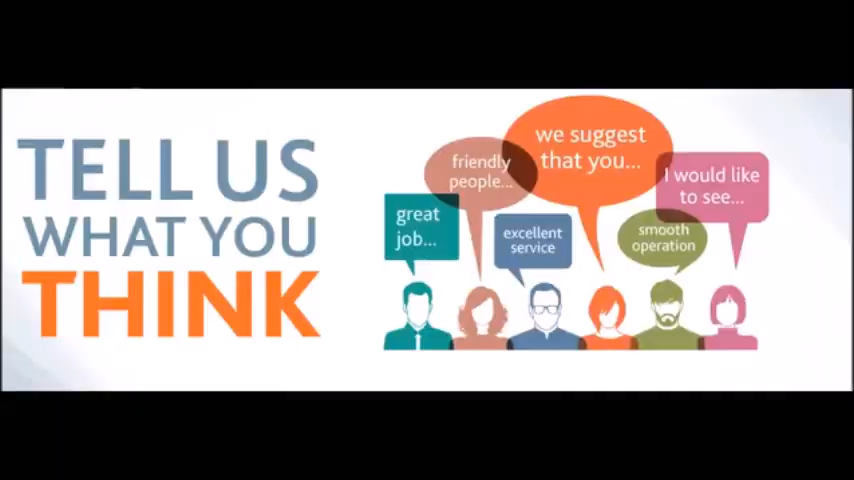 TELL US
WHAT YOU
THINK
great
job...
friendly
people...
excellent
service
we suggest
that you...
smooth
operation
I would like
to see...